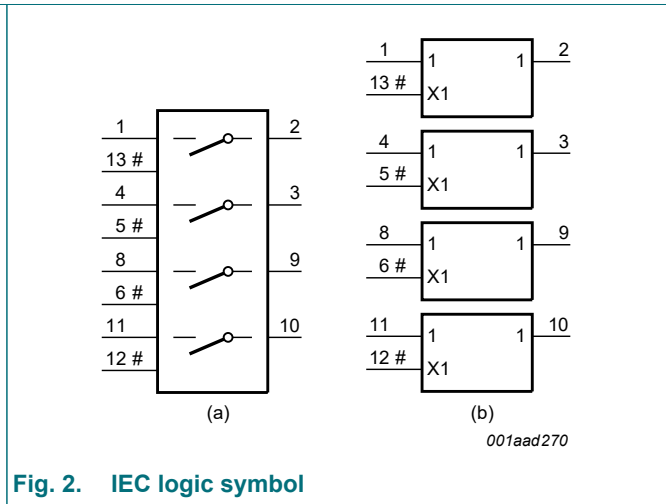 1 2
13 #
4 3
5 #
8 9
6 #
11 10
12 #
(a)
1 1 1 2
13 # X1
4 1 1 3
5 # X1
8 1 1 9
6 # X1
11 1 1 10
12 # X1
(b)
001aad270
Fig. 2. IEC logic symbol